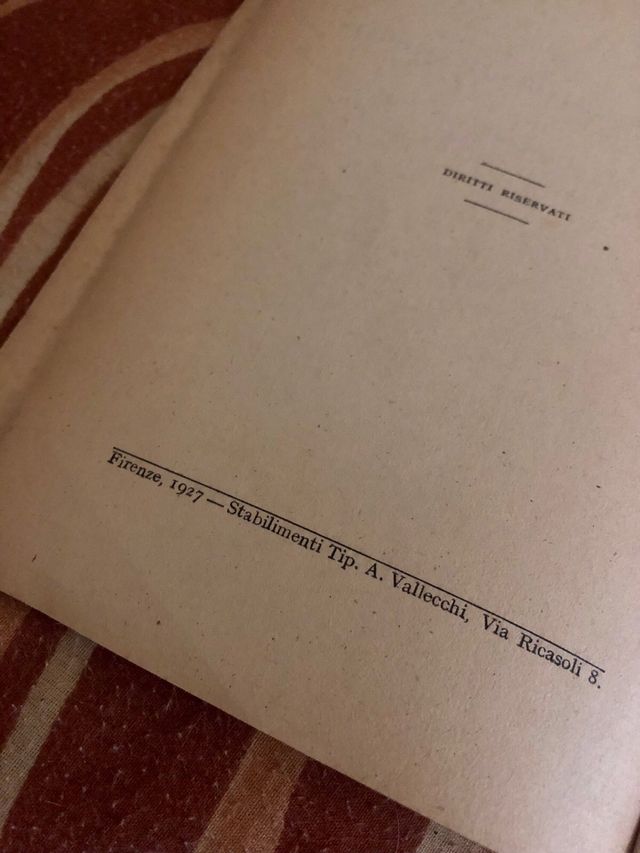 DIRITTI RISERVATI
Firenze, 1927 — Stabilimenti Tip. A. Vallecchi, Via Ricasoli 8.